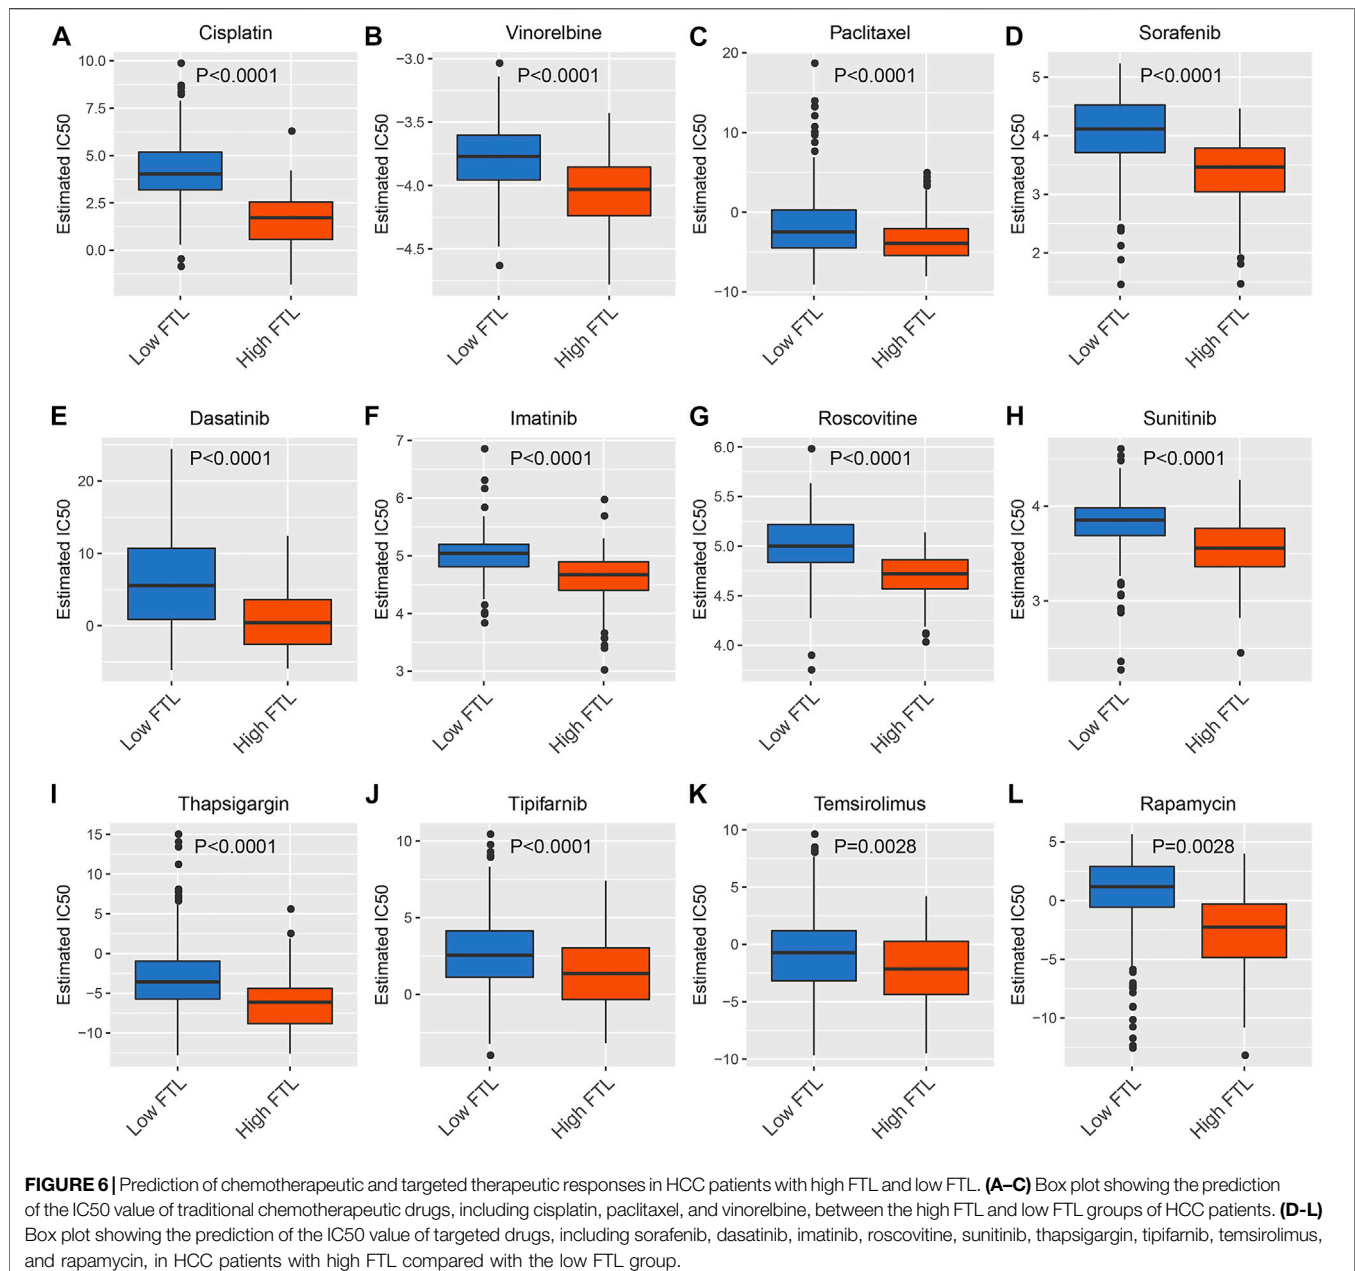 A Cisplatin
P<0.0001
Estimated IC50
10.0
7.5
5.0
2.5
0.0
Low FTL
High FTL
B Vinorelbine
P<0.0001
Estimated IC50
−3.0
−3.5
−4.0
−4.5
Low FTL
High FTL
C Paclitaxel
P<0.0001
Estimated IC50
20
10
0
−10
Low FTL
High FTL
D Sorafenib
P<0.0001
Estimated IC50
5
4
3
2
Low FTL
High FTL
E Dasatinib
P<0.0001
Estimated IC50
20
10
0
Low FTL
High FTL
F Imatinib
P<0.0001
Estimated IC50
7
6
5
4
3
Low FTL
High FTL
G Roscovitine
P<0.0001
Estimated IC50
6.0
5.5
5.0
4.5
4.0
Low FTL
High FTL
H Sunitinib
P<0.0001
Estimated IC50
4
3
Low FTL
High FTL
I Thapsigargin
P<0.0001
Estimated IC50
15
10
5
0
−5
−10
Low FTL
High FTL
J Tipifarnib
P<0.0001
Estimated IC50
10
5
0
Low FTL
High FTL
K Temsirolimus
P=0.0028
Estimated IC50
10
5
0
−5
−10
Low FTL
High FTL
L Rapamycin
P=0.0028
Estimated IC50
5
0
−5
−10
Low FTL
High FTL
FIGURE 6 | Prediction of chemotherapeutic and targeted therapeutic responses in HCC patients with high FTL and low FTL. (A–C) Box plot showing the prediction
of the IC50 value of traditional chemotherapeutic drugs, including cisplatin, paclitaxel, and vinorelbine, between the high FTL and low FTL groups of HCC patients. (D-L)
Box plot showing the prediction of the IC50 value of targeted drugs, including sorafenib, dasatinib, imatinib, roscovitine, sunitinib, thapsigargin, tipifarnib, temsirolimus,
and rapamycin, in HCC patients with high FTL compared with the low FTL group.